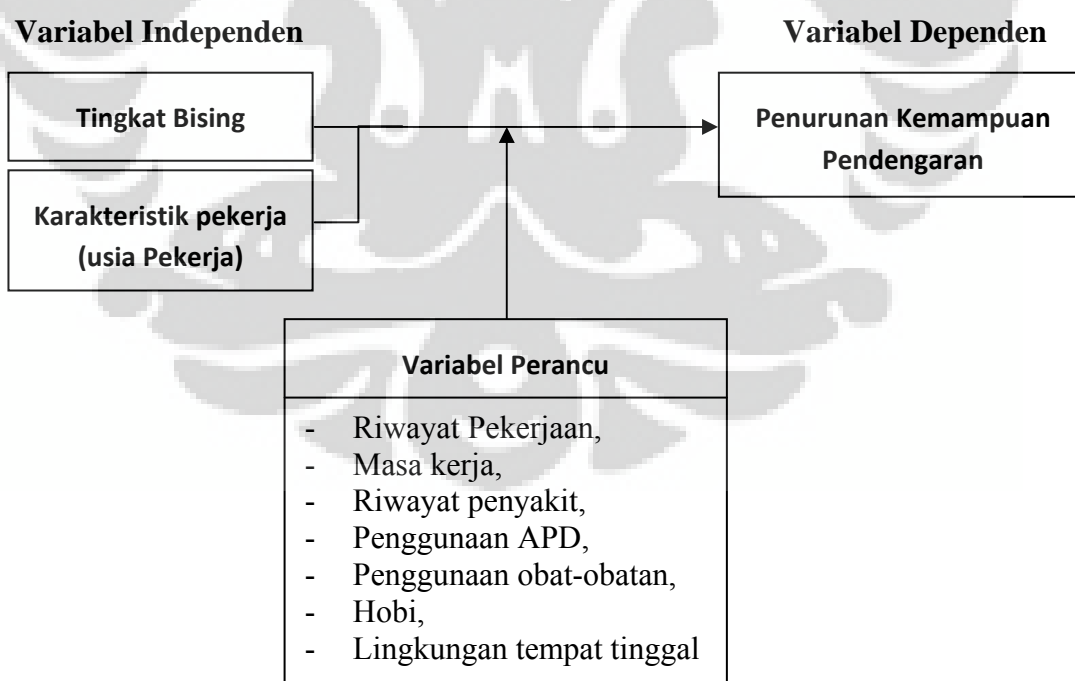 Variabel Independen
Variabel Dependen
Tingkat Bising
Penurunan Kemampuan
Pendengaran
Karakteristik pekerja
(usia Pekerja)
Variabel Perancu
- Riwayat Pekerjaan,
- Masa kerja,
- Riwayat penyakit,
- Penggunaan APD,
- Penggunaan obat-obatan,
- Hobi,
- Lingkungan tempat tinggal